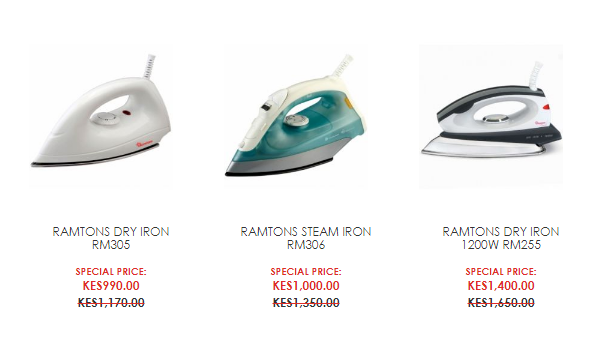 RAMTONS DRY IRON
RM305
SPECIAL PRICE:
KES990.00
KES1,170.00
RAMTONS STEAM IRON
RM306
SPECIAL PRICE:
KES1,000.00
KES1,350.00
RAMTONS DRY IRON
1200W RM255
SPECIAL PRICE:
KES1,400.00
KES1,650.00